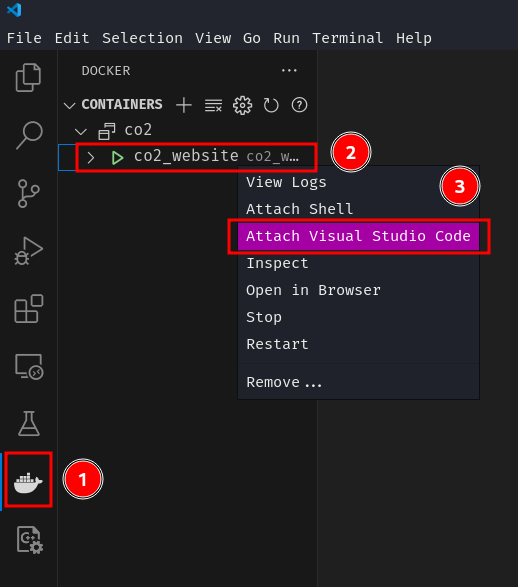 File Edit Selection View Go Run Terminal Help
DOCKER
CONTAINERS
co2
co2_website co2_w...
2
View Logs
3
Attach Shell
Attach Visual Studio Code
Inspect
Open in Browser
Stop
Restart
Remove...
1